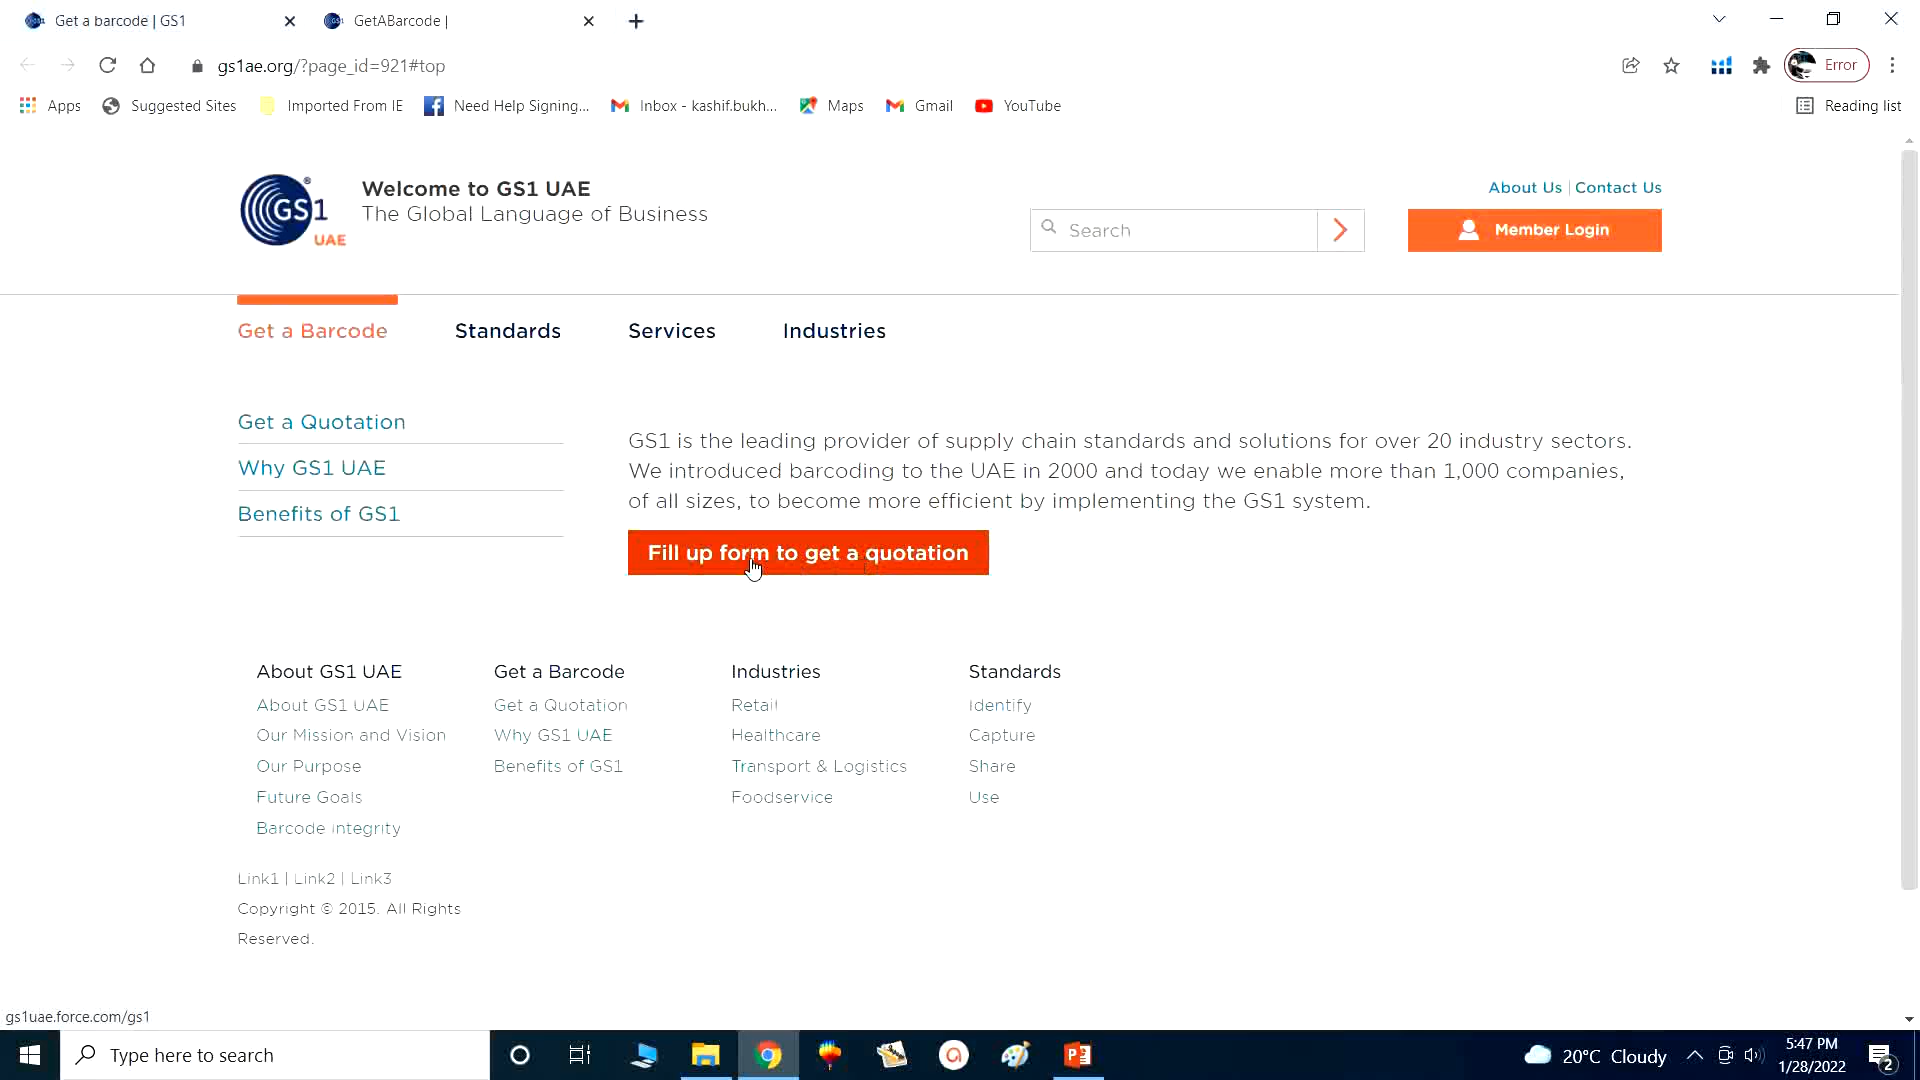 Get a barcode | GS1
GetABarcode |
gs1ae.org/?page_id=921#top
Error
Apps
Suggested Sites
Imported From IE
Need Help Signing...
Inbox - kashif.bukh...
Maps
Gmail
YouTube
Reading list
GS1 UAE
Welcome to GS1 UAE
The Global Language of Business
About Us | Contact Us
Search
Member Login
Get a Barcode
Standards
Services
Industries
Get a Quotation
Why GS1 UAE
Benefits of GS1
GS1 is the leading provider of supply chain standards and solutions for over 20 industry sectors.
We introduced barcoding to the UAE in 2000 and today we enable more than 1,000 companies,
of all sizes, to become more efficient by implementing the GS1 system.
Fill up form to get a quotation
About GS1 UAE
About GS1 UAE
Our Mission and Vision
Our Purpose
Future Goals
Barcode integrity
Get a Barcode
Get a Quotation
Why GS1 UAE
Benefits of GS1
Industries
Retail
Healthcare
Transport & Logistics
Foodservice
Standards
Identify
Capture
Share
Use
Link1 | Link2 | Link3
Copyright © 2015. All Rights
Reserved.
gs1uae.force.com/gs1
Type here to search
20°C Cloudy
5:47 PM
1/28/2022
2